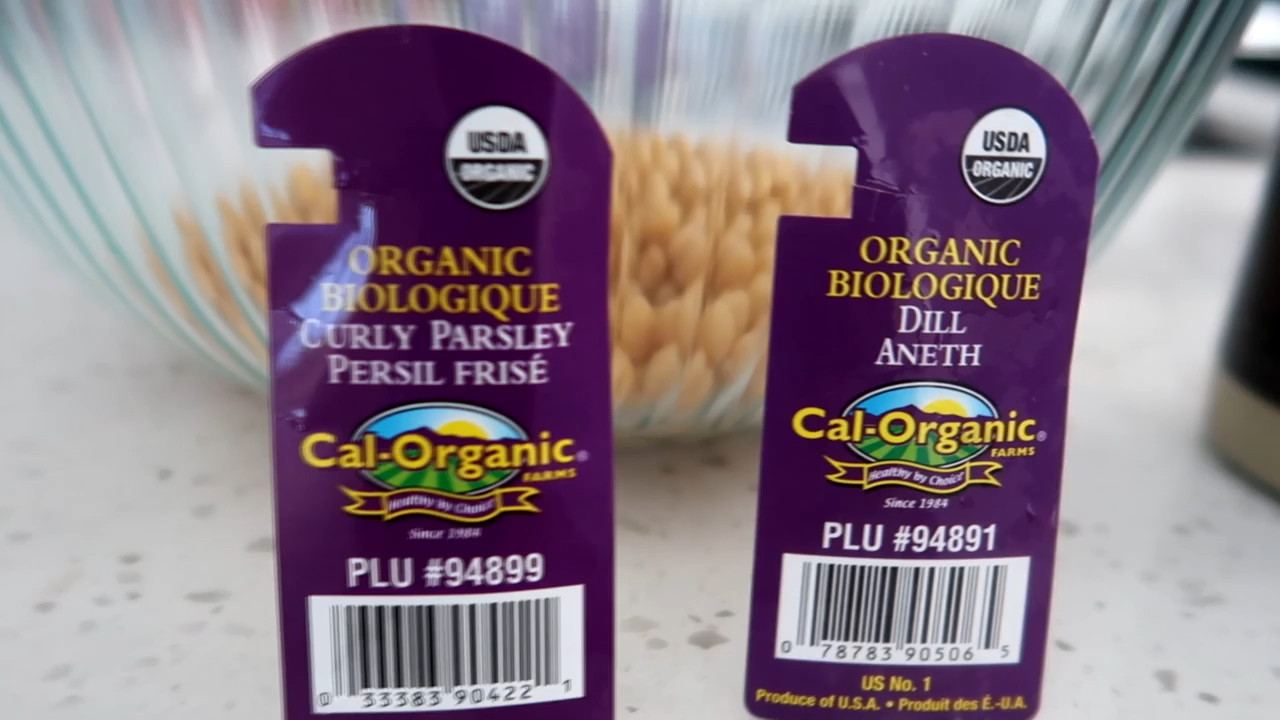 USDA
ORGANIC
ORGANIC
BIOLOGIQUE
CURLY PARSLEY
PERSIL FRISÉ
Cal-Organic®
FARMS
Healthy by Choice
Since 1984
PLU #94899
0 33383 90422 1
USDA
ORGANIC
ORGANIC
BIOLOGIQUE
DILL
ANETH
Cal-Organic®
FARMS
Healthy by Choice
Since 1984
PLU #94891
0 78783 90506 5
US No. 1
Produce of U.S.A. • Produit des É.-U.A.